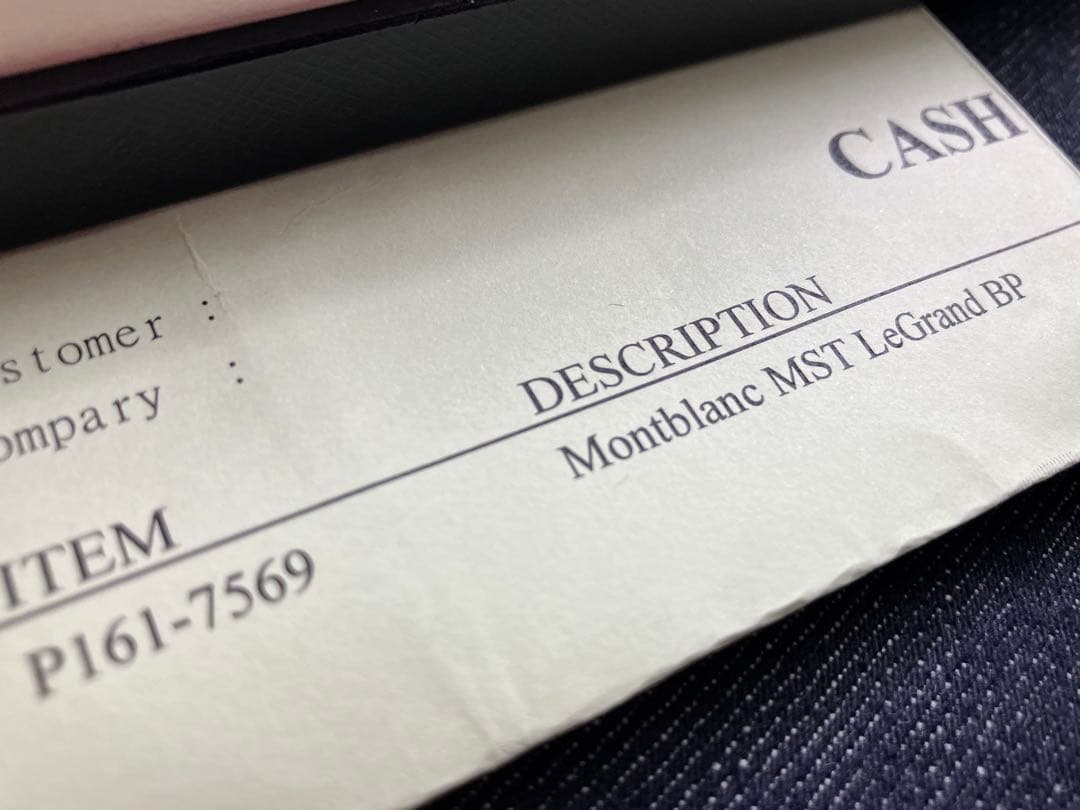 CASH
stomer :
ompary :
ITEM DESCRIPTION
P161-7569 Montblanc MST LeGrand BP